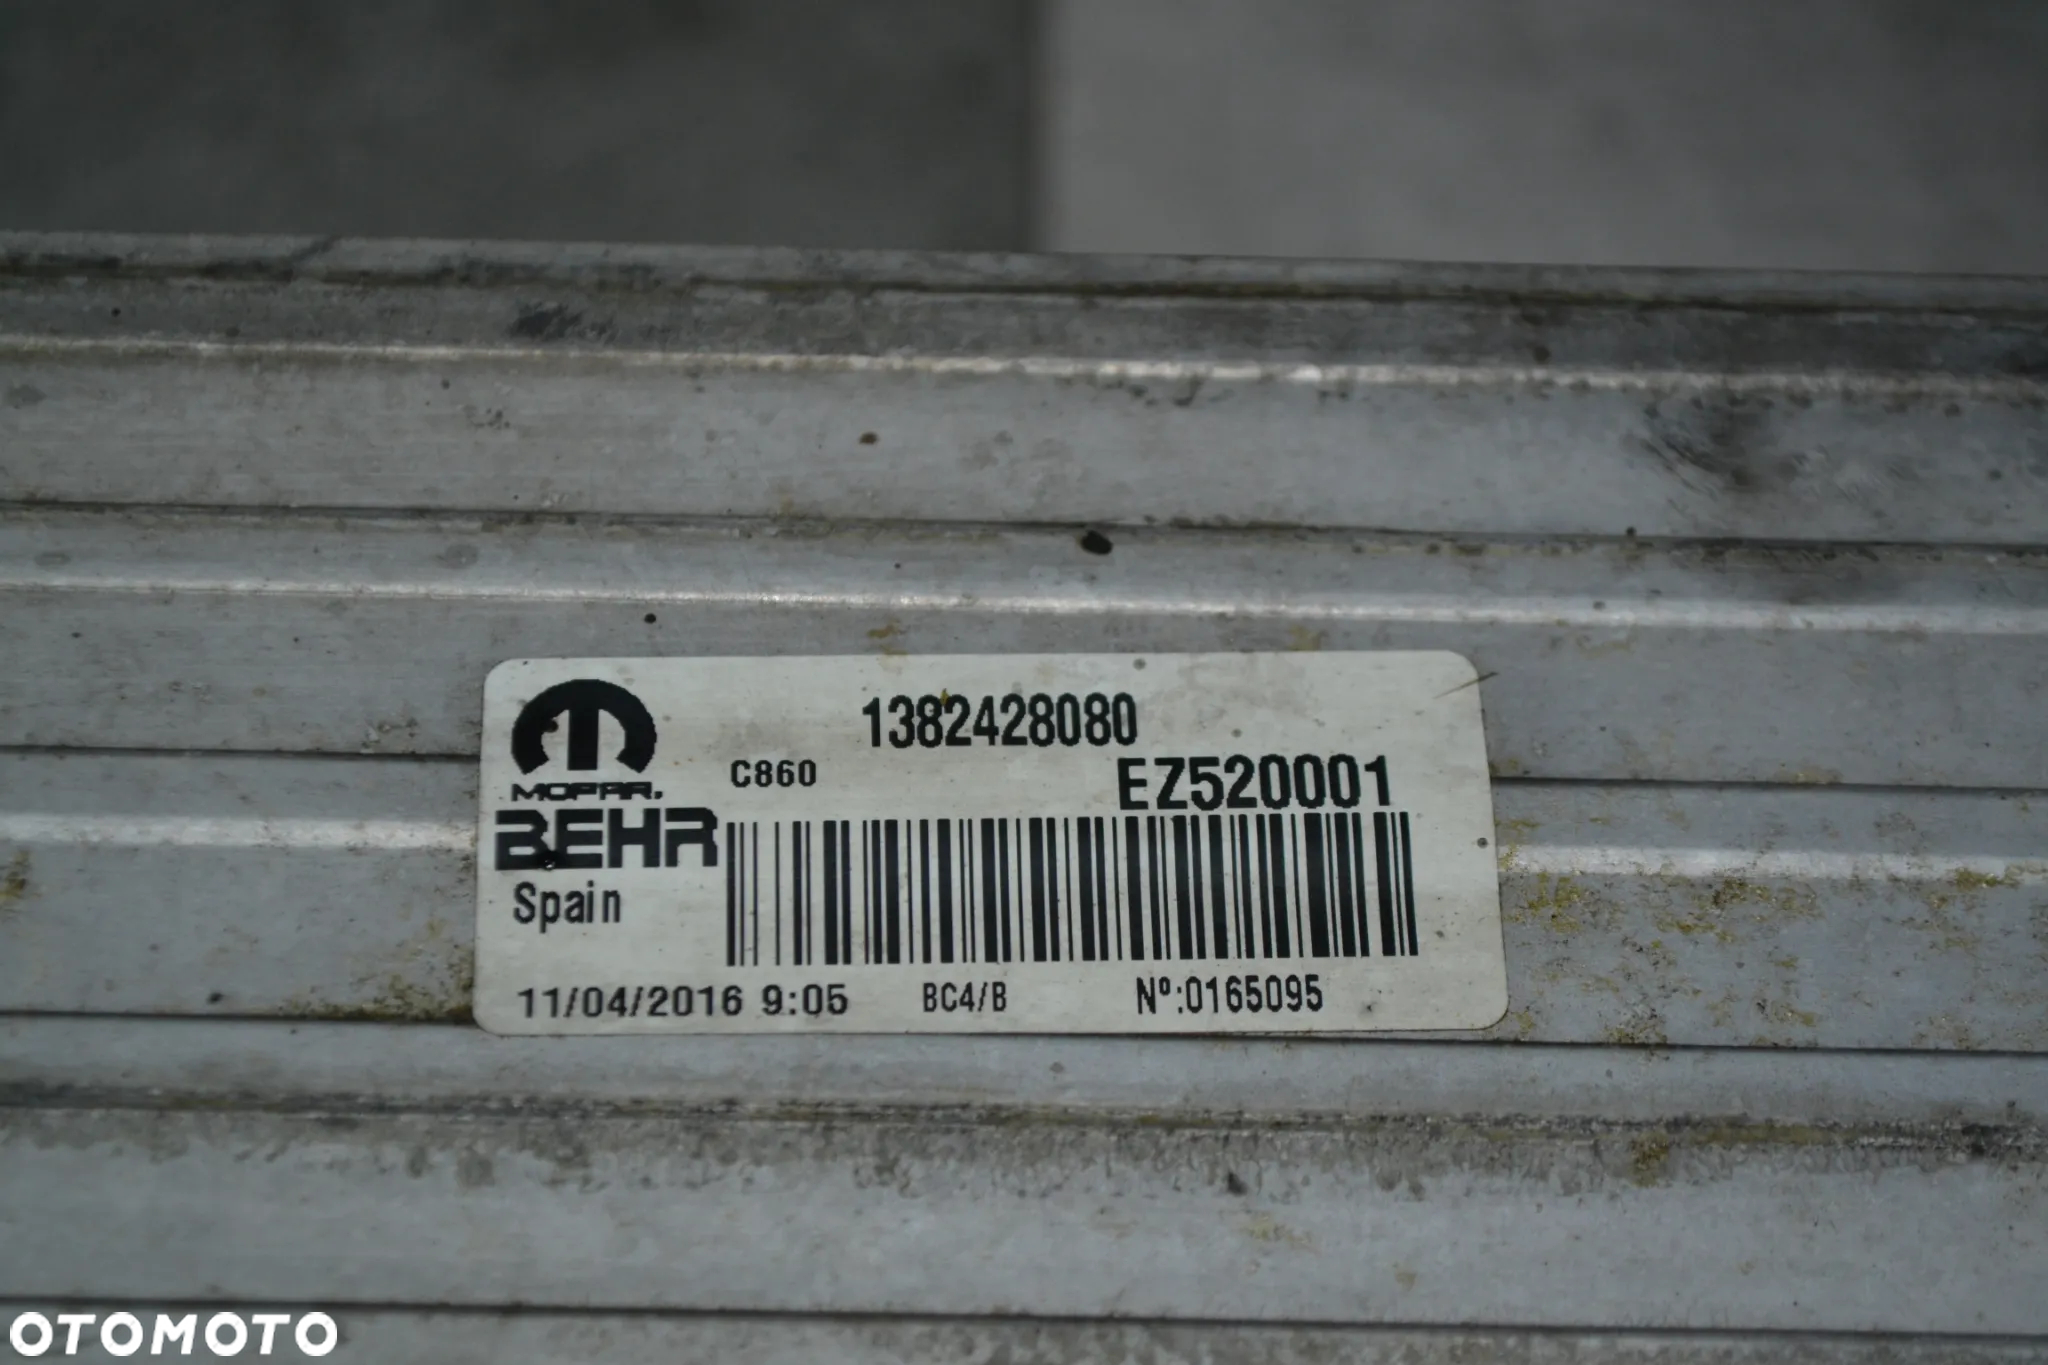 1382428080
C860
EZ520001
MOPAR.
BEHR
Spain
11/04/2016 9:05 BC4/B Nº:0165095
OTOMOTO